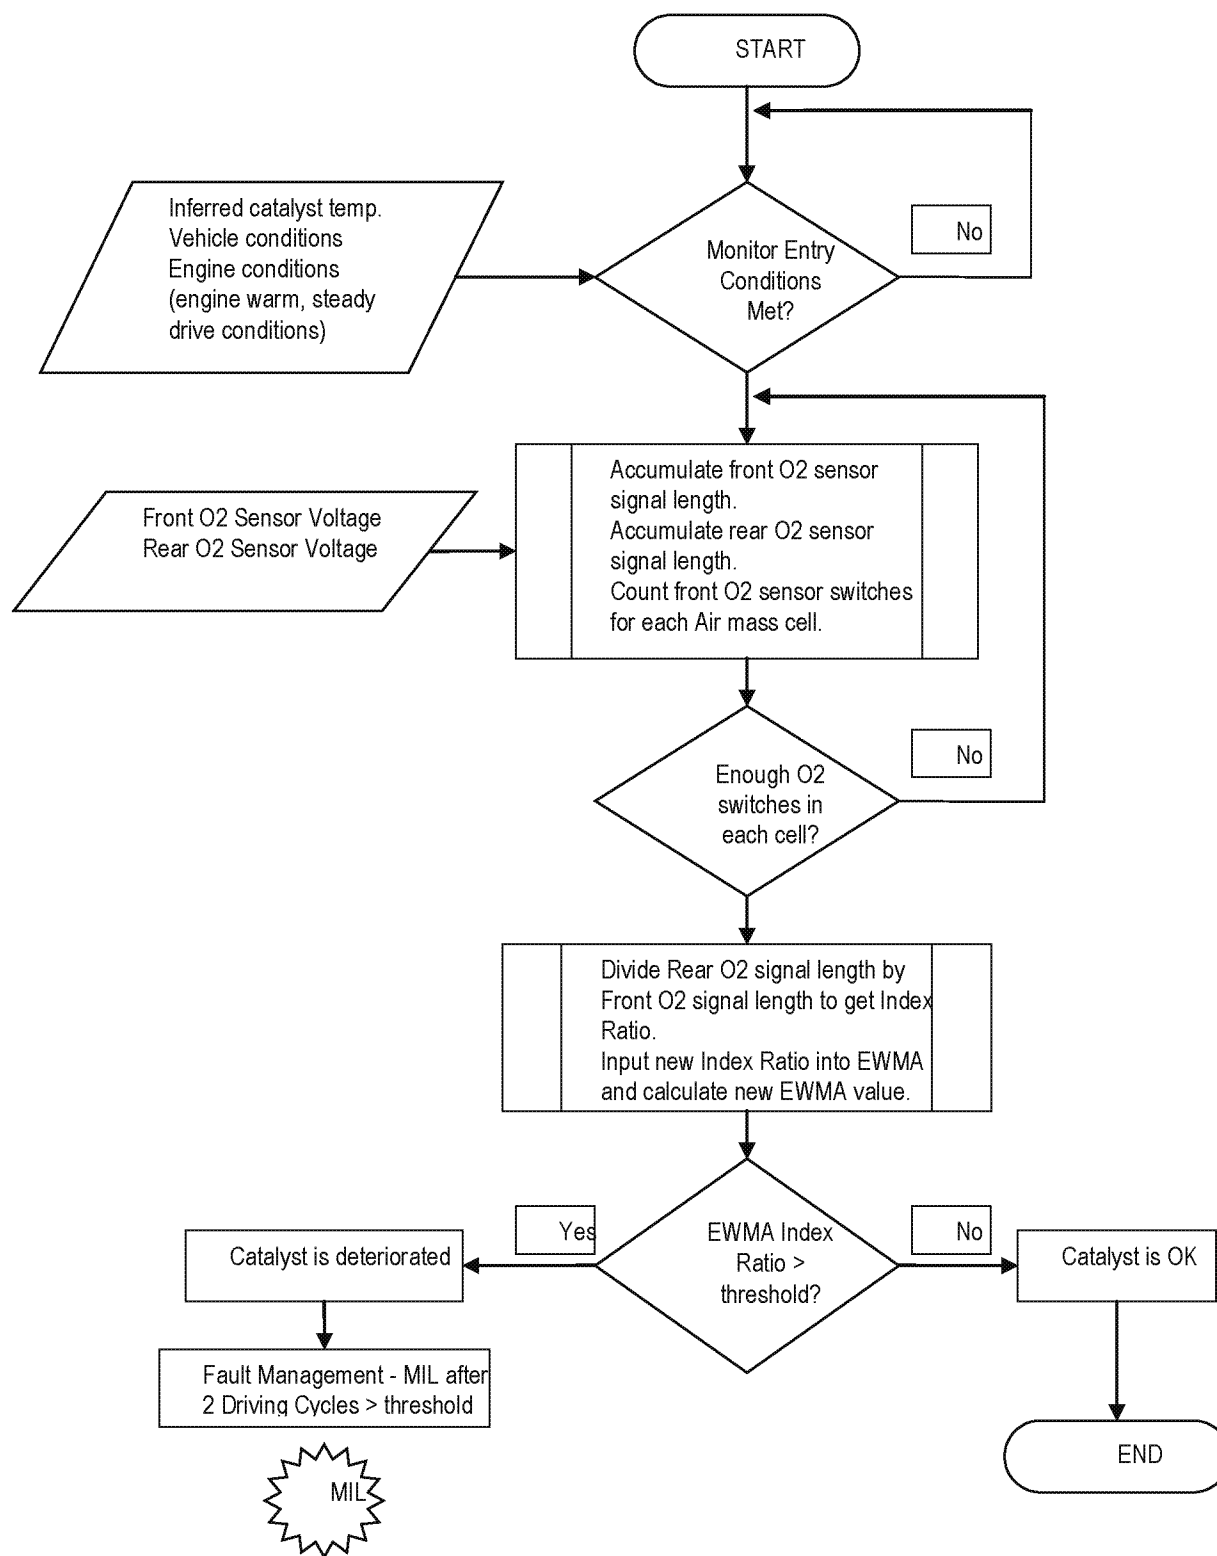 START
Inferred catalyst temp.
Vehicle conditions
Engine conditions
(engine warm, steady
drive conditions)
Monitor Entry
Conditions
Met?
No
Front O2 Sensor Voltage
Rear O2 Sensor Voltage
Accumulate front O2 sensor
signal length.
Accumulate rear O2 sensor
signal length.
Count front O2 sensor switches
for each Air mass cell.
Enough O2
switches in
each cell?
No
Divide Rear O2 signal length by
Front O2 signal length to get Index
Ratio.
Input new Index Ratio into EWMA
and calculate new EWMA value.
EWMA Index
Ratio >
threshold?
Yes
No
Catalyst is deteriorated
Catalyst is OK
Fault Management - MIL after
2 Driving Cycles > threshold
MIL
END